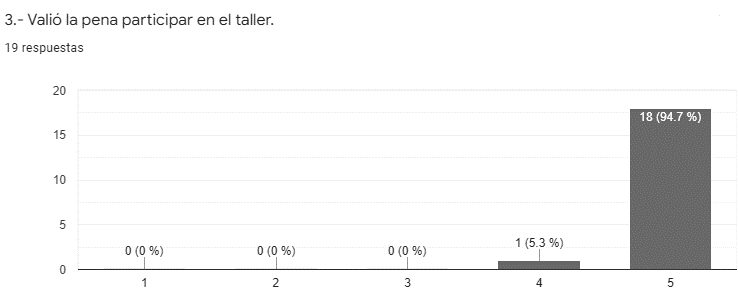 3.- Valió la pena participar en el taller.
19 respuestas
20
15
10
5
0
0 (0 %)
0 (0 %)
0 (0 %)
1 (5.3 %)
18 (94.7 %)
1
2
3
4
5